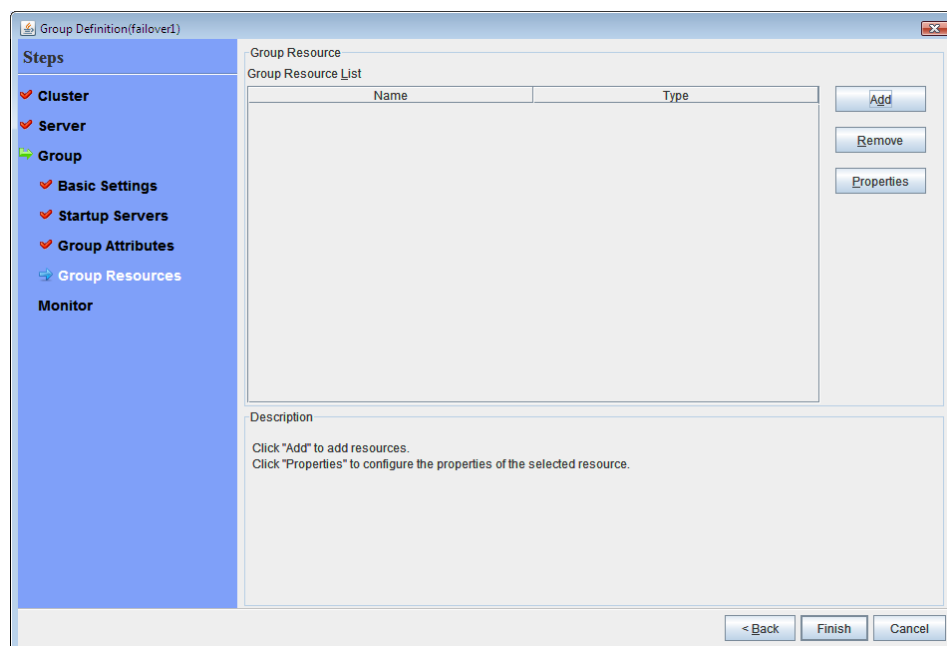 Group Definition(failover1)
Steps
Cluster
Server
Group
Basic Settings
Startup Servers
Group Attributes
Group Resources
Monitor
Group Resource
Group Resource List
Name Type
Add
Remove
Properties
Description
Click "Add" to add resources.
Click "Properties" to configure the properties of the selected resource.
< Back Finish Cancel